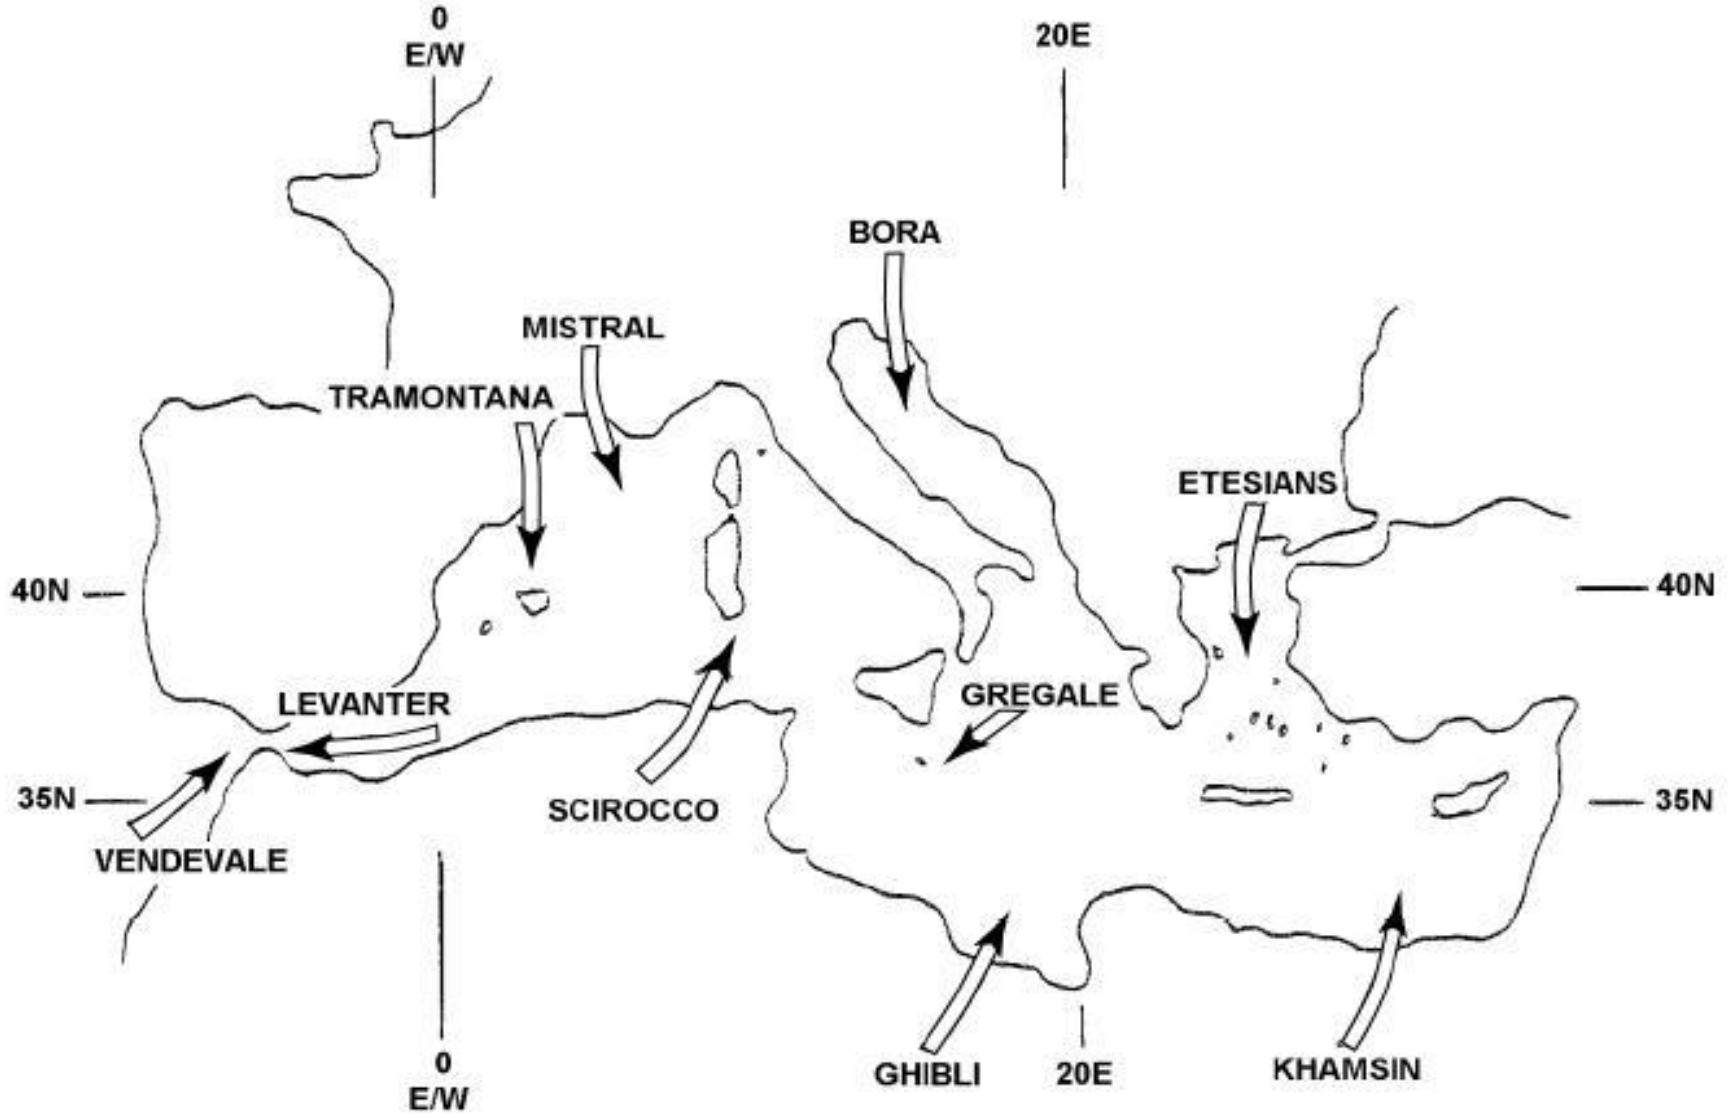 0
E/W
20E
BORA
MISTRAL
TRAMONTANA
ETESIANS
40N
40N
LEVANTER
GREGALE
35N
35N
SCIROCCO
VENDEVALE
0
E/W
GHIBLI
20E
KHAMSIN